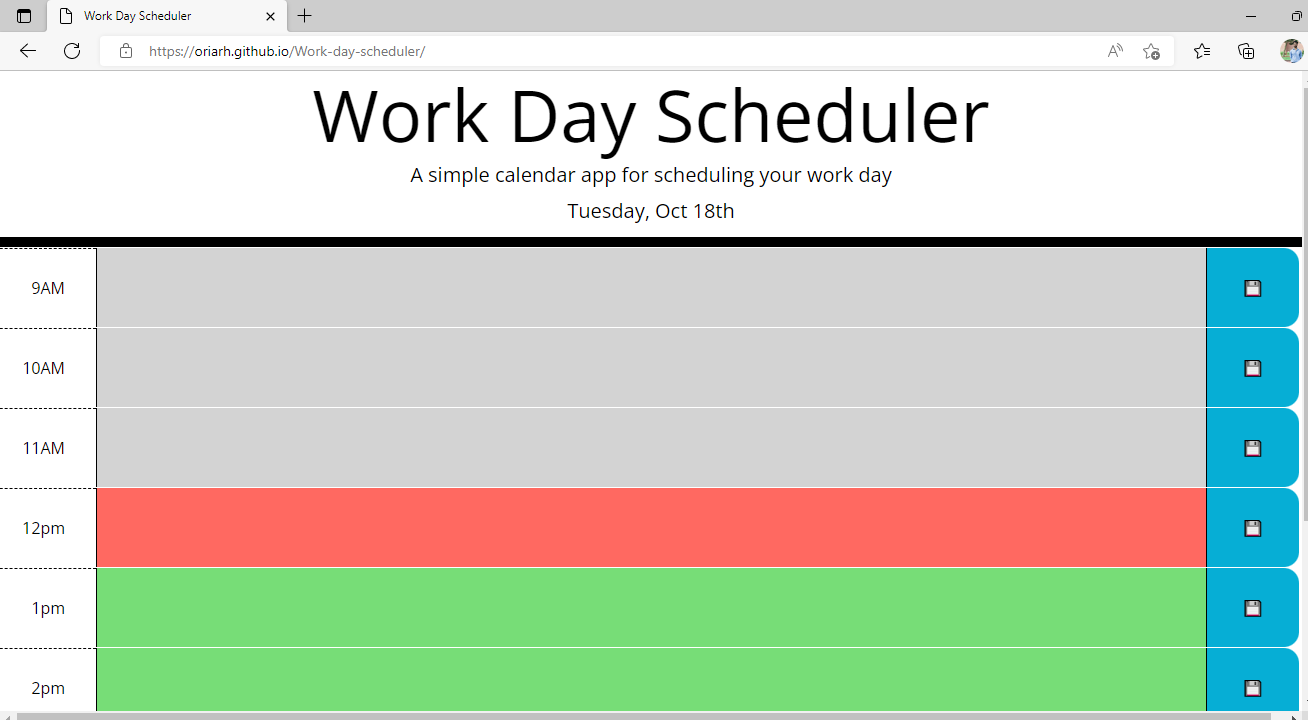 Work Day Scheduler
https://oriarh.github.io/Work-day-scheduler/
Work Day Scheduler
A simple calendar app for scheduling your work day
Tuesday, Oct 18th
9AM
10AM
11AM
12pm
1pm
2pm